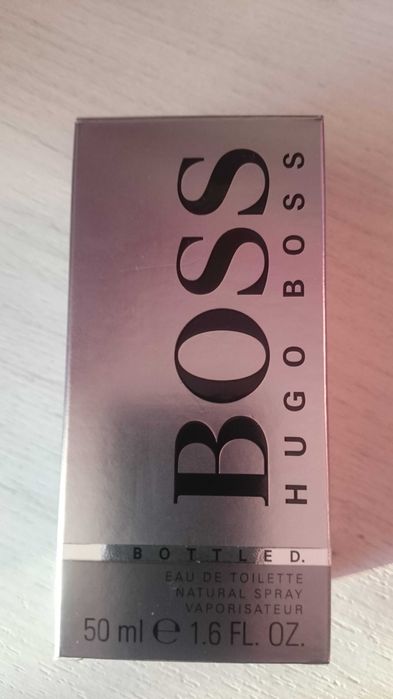 BOSS
HUGO BOSS
BOTTLED.
EAU DE TOILETTE
NATURAL SPRAY
VAPORISATEUR
50 ml ℮ 1.6 FL. OZ.